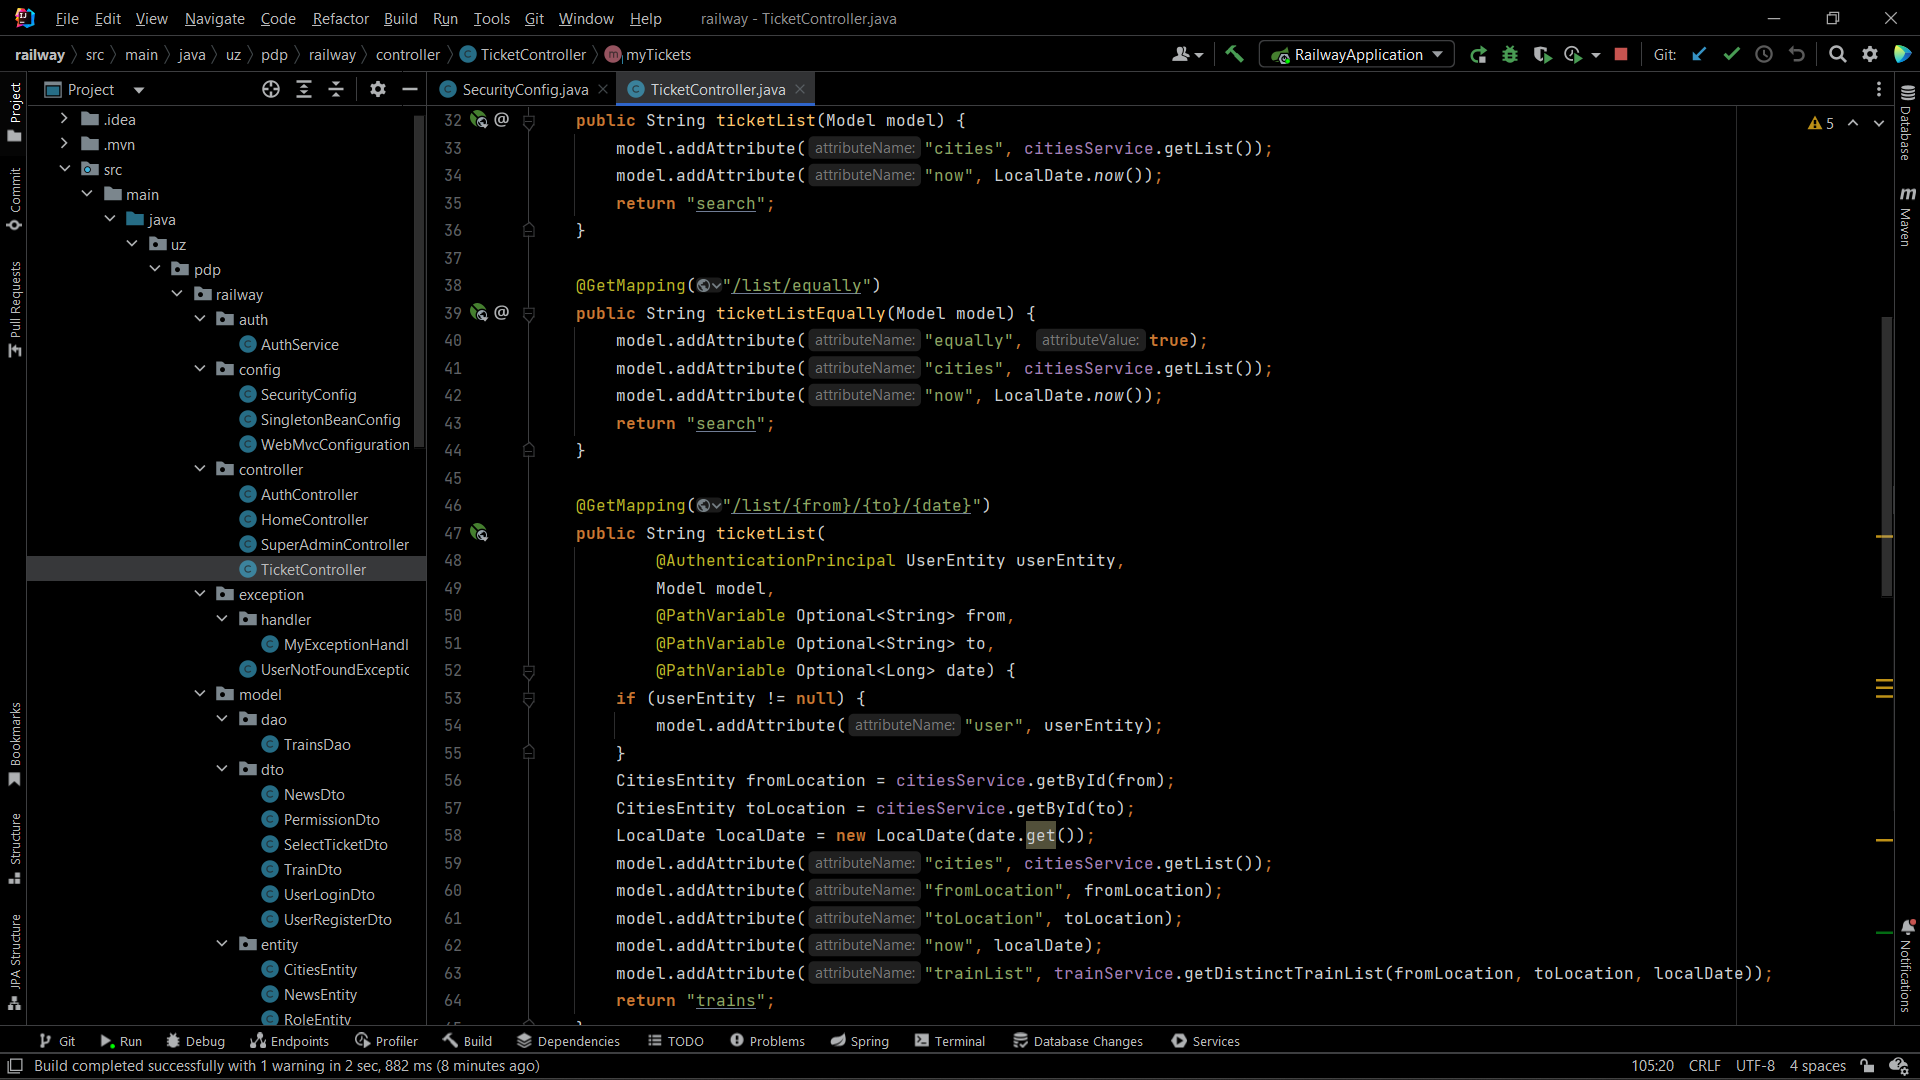 File Edit View Navigate Code Refactor Build Run Tools Git Window Help railway - TicketController.java
railway src main java uz pdp railway controller TicketController myTickets
RailwayApplication
Git:
Project
SecurityConfig.java
TicketController.java
.idea
.mvn
src
main
java
uz
pdp
railway
auth
AuthService
config
SecurityConfig
SingletonBeanConfig
WebMvcConfiguration
controller
AuthController
HomeController
SuperAdminController
TicketController
exception
handler
MyExceptionHandl
UserNotFoundExceptic
model
dao
TrainsDao
dto
NewsDto
PermissionDto
SelectTicketDto
TrainDto
UserLoginDto
UserRegisterDto
entity
CitiesEntity
NewsEntity
RoleEntity
Project
Commit
Pull Requests
Bookmarks
Structure
JPA Structure
32 @ public String ticketList(Model model) {
33 model.addAttribute( attributeName: "cities", citiesService.getList());
34 model.addAttribute( attributeName: "now", LocalDate.now());
35 return "search";
36 }
37
38 @GetMapping("/list/equally")
39 @ public String ticketListEqually(Model model) {
40 model.addAttribute( attributeName: "equally", attributeValue: true);
41 model.addAttribute( attributeName: "cities", citiesService.getList());
42 model.addAttribute( attributeName: "now", LocalDate.now());
43 return "search";
44 }
45
46 @GetMapping("/list/{from}/{to}/{date}")
47 public String ticketList(
48 @AuthenticationPrincipal UserEntity userEntity,
49 Model model,
50 @PathVariable Optional<String> from,
51 @PathVariable Optional<String> to,
52 @PathVariable Optional<Long> date) {
53 if (userEntity != null) {
54 model.addAttribute( attributeName: "user", userEntity);
55 }
56 CitiesEntity fromLocation = citiesService.getById(from);
57 CitiesEntity toLocation = citiesService.getById(to);
58 LocalDate localDate = new LocalDate(date.get());
59 model.addAttribute( attributeName: "cities", citiesService.getList());
60 model.addAttribute( attributeName: "fromLocation", fromLocation);
61 model.addAttribute( attributeName: "toLocation", toLocation);
62 model.addAttribute( attributeName: "now", localDate);
63 model.addAttribute( attributeName: "trainList", trainService.getDistinctTrainList(fromLocation, toLocation, localDate));
64 return "trains";
5
Database
Maven
Notifications
Git Run Debug Endpoints Profiler Build Dependencies TODO Problems Spring Terminal Database Changes Services
Build completed successfully with 1 warning in 2 sec, 882 ms (8 minutes ago)
105:20 CRLF UTF-8 4 spaces